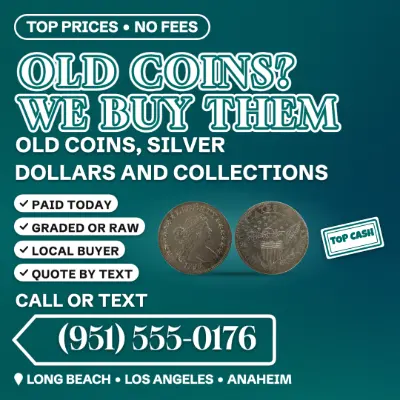 TOP PRICES • NO FEES
OLD COINS?
WE BUY THEM
OLD COINS, SILVER
DOLLARS AND COLLECTIONS
✓ PAID TODAY
✓ GRADED OR RAW
✓ LOCAL BUYER
✓ QUOTE BY TEXT
TOP CASH
CALL OR TEXT
(951) 555-0176
LONG BEACH • LOS ANGELES • ANAHEIM